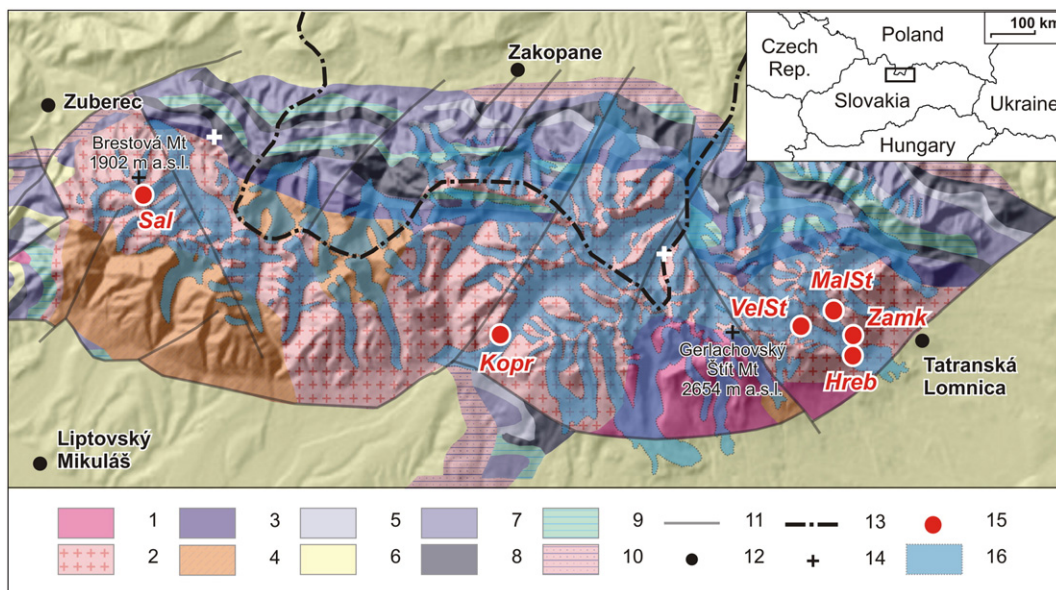 100 km
Poland
Czech
Rep.
Slovakia
Ukraine
Hungary
Zakopane
Zuberec
Brestová Mt
1902 m a.s.l.
Sal
MalSt
VelSt
Zamk
Kopr
Gerlachovský
Štít Mt
2654 m a.s.l.
Hreb
Tatranská
Lomnica
Liptovský
Mikuláš
1 3 5 7 9 11 13 15
2 4 6 8 10 12 14 16